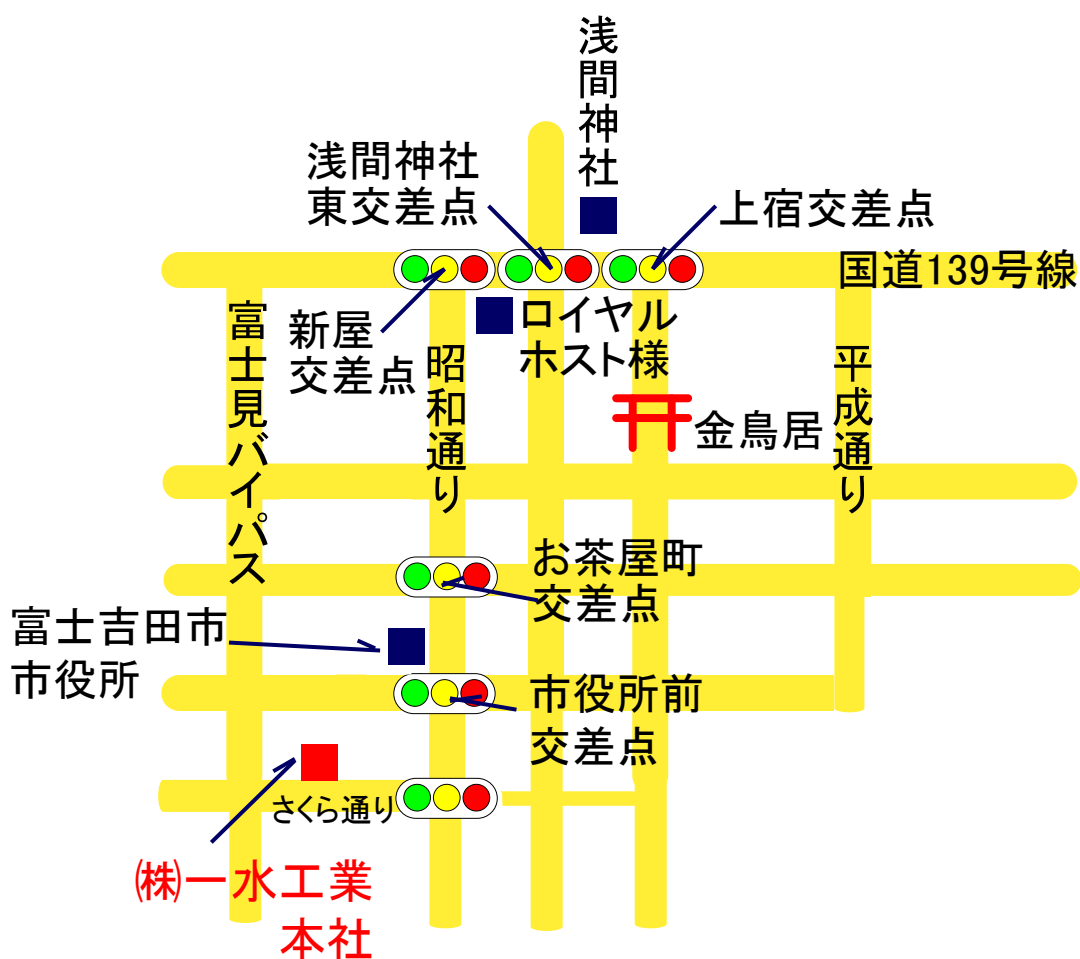 浅間神社
浅間神社
東交差点
上宿交差点
国道139号線
新屋
交差点
ロイヤル
ホスト様
富士見バイパス
昭和通り
平成通り
金鳥居
お茶屋町
交差点
富士吉田市
市役所
市役所前
交差点
さくら通り
㈱一水工業
本社